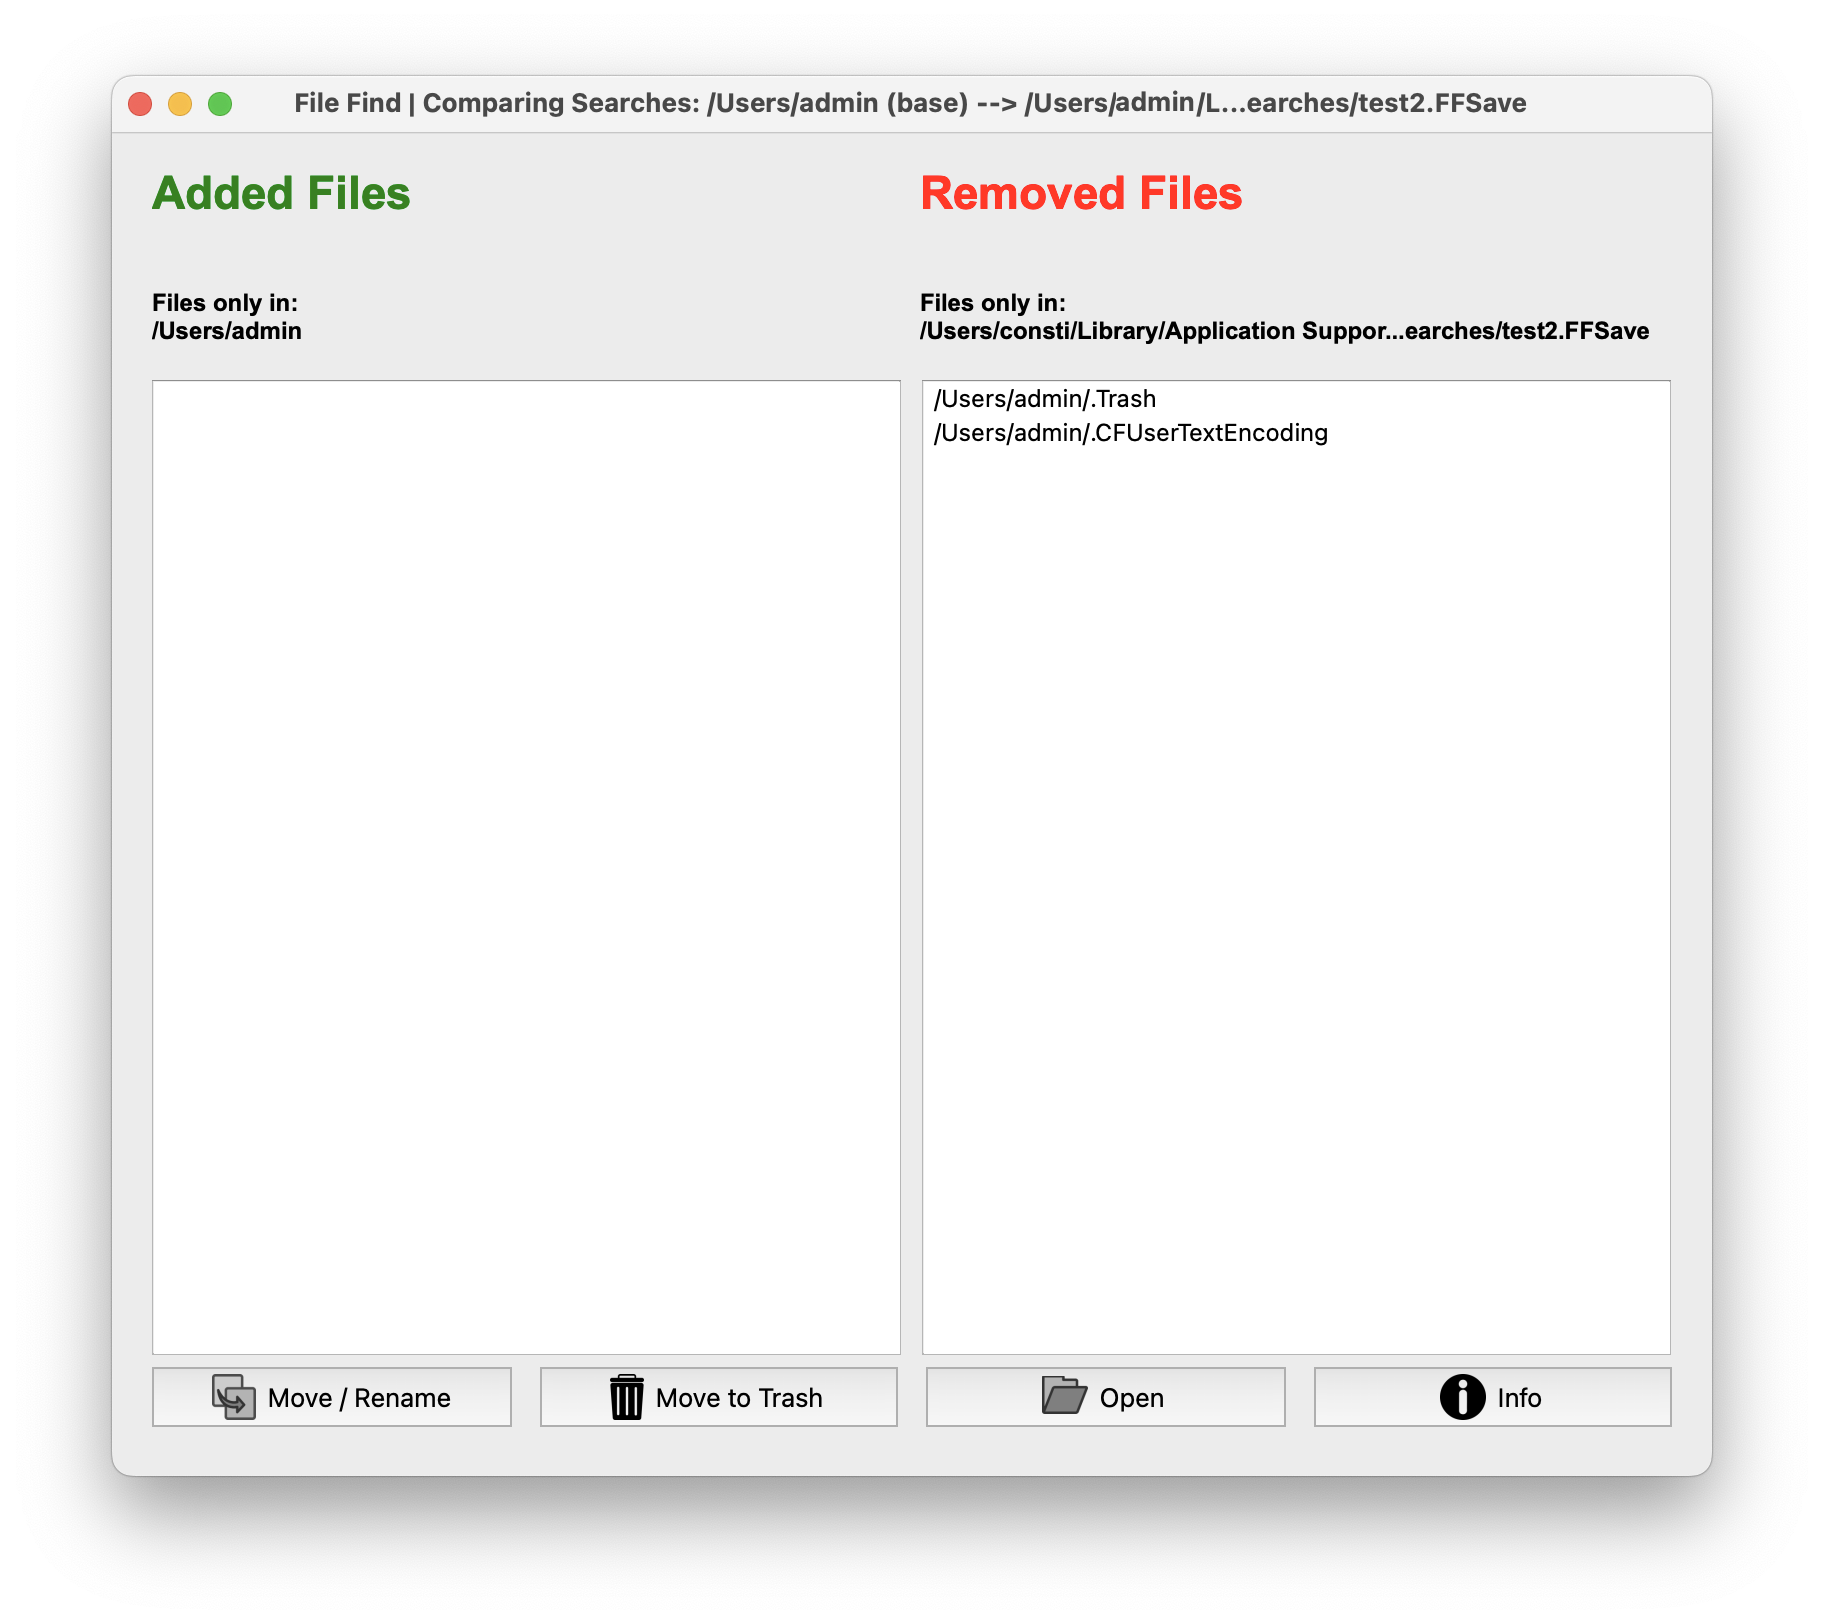 File Find | Comparing Searches: /Users/admin (base) --> /Users/admin/L...earches/test2.FFSave
Added Files
Removed Files
Files only in:
/Users/admin
Files only in:
/Users/consti/Library/Application Suppor...earches/test2.FFSave
/Users/admin/.Trash
/Users/admin/.CFUserTextEncoding
Move / Rename
Move to Trash
Open
Info